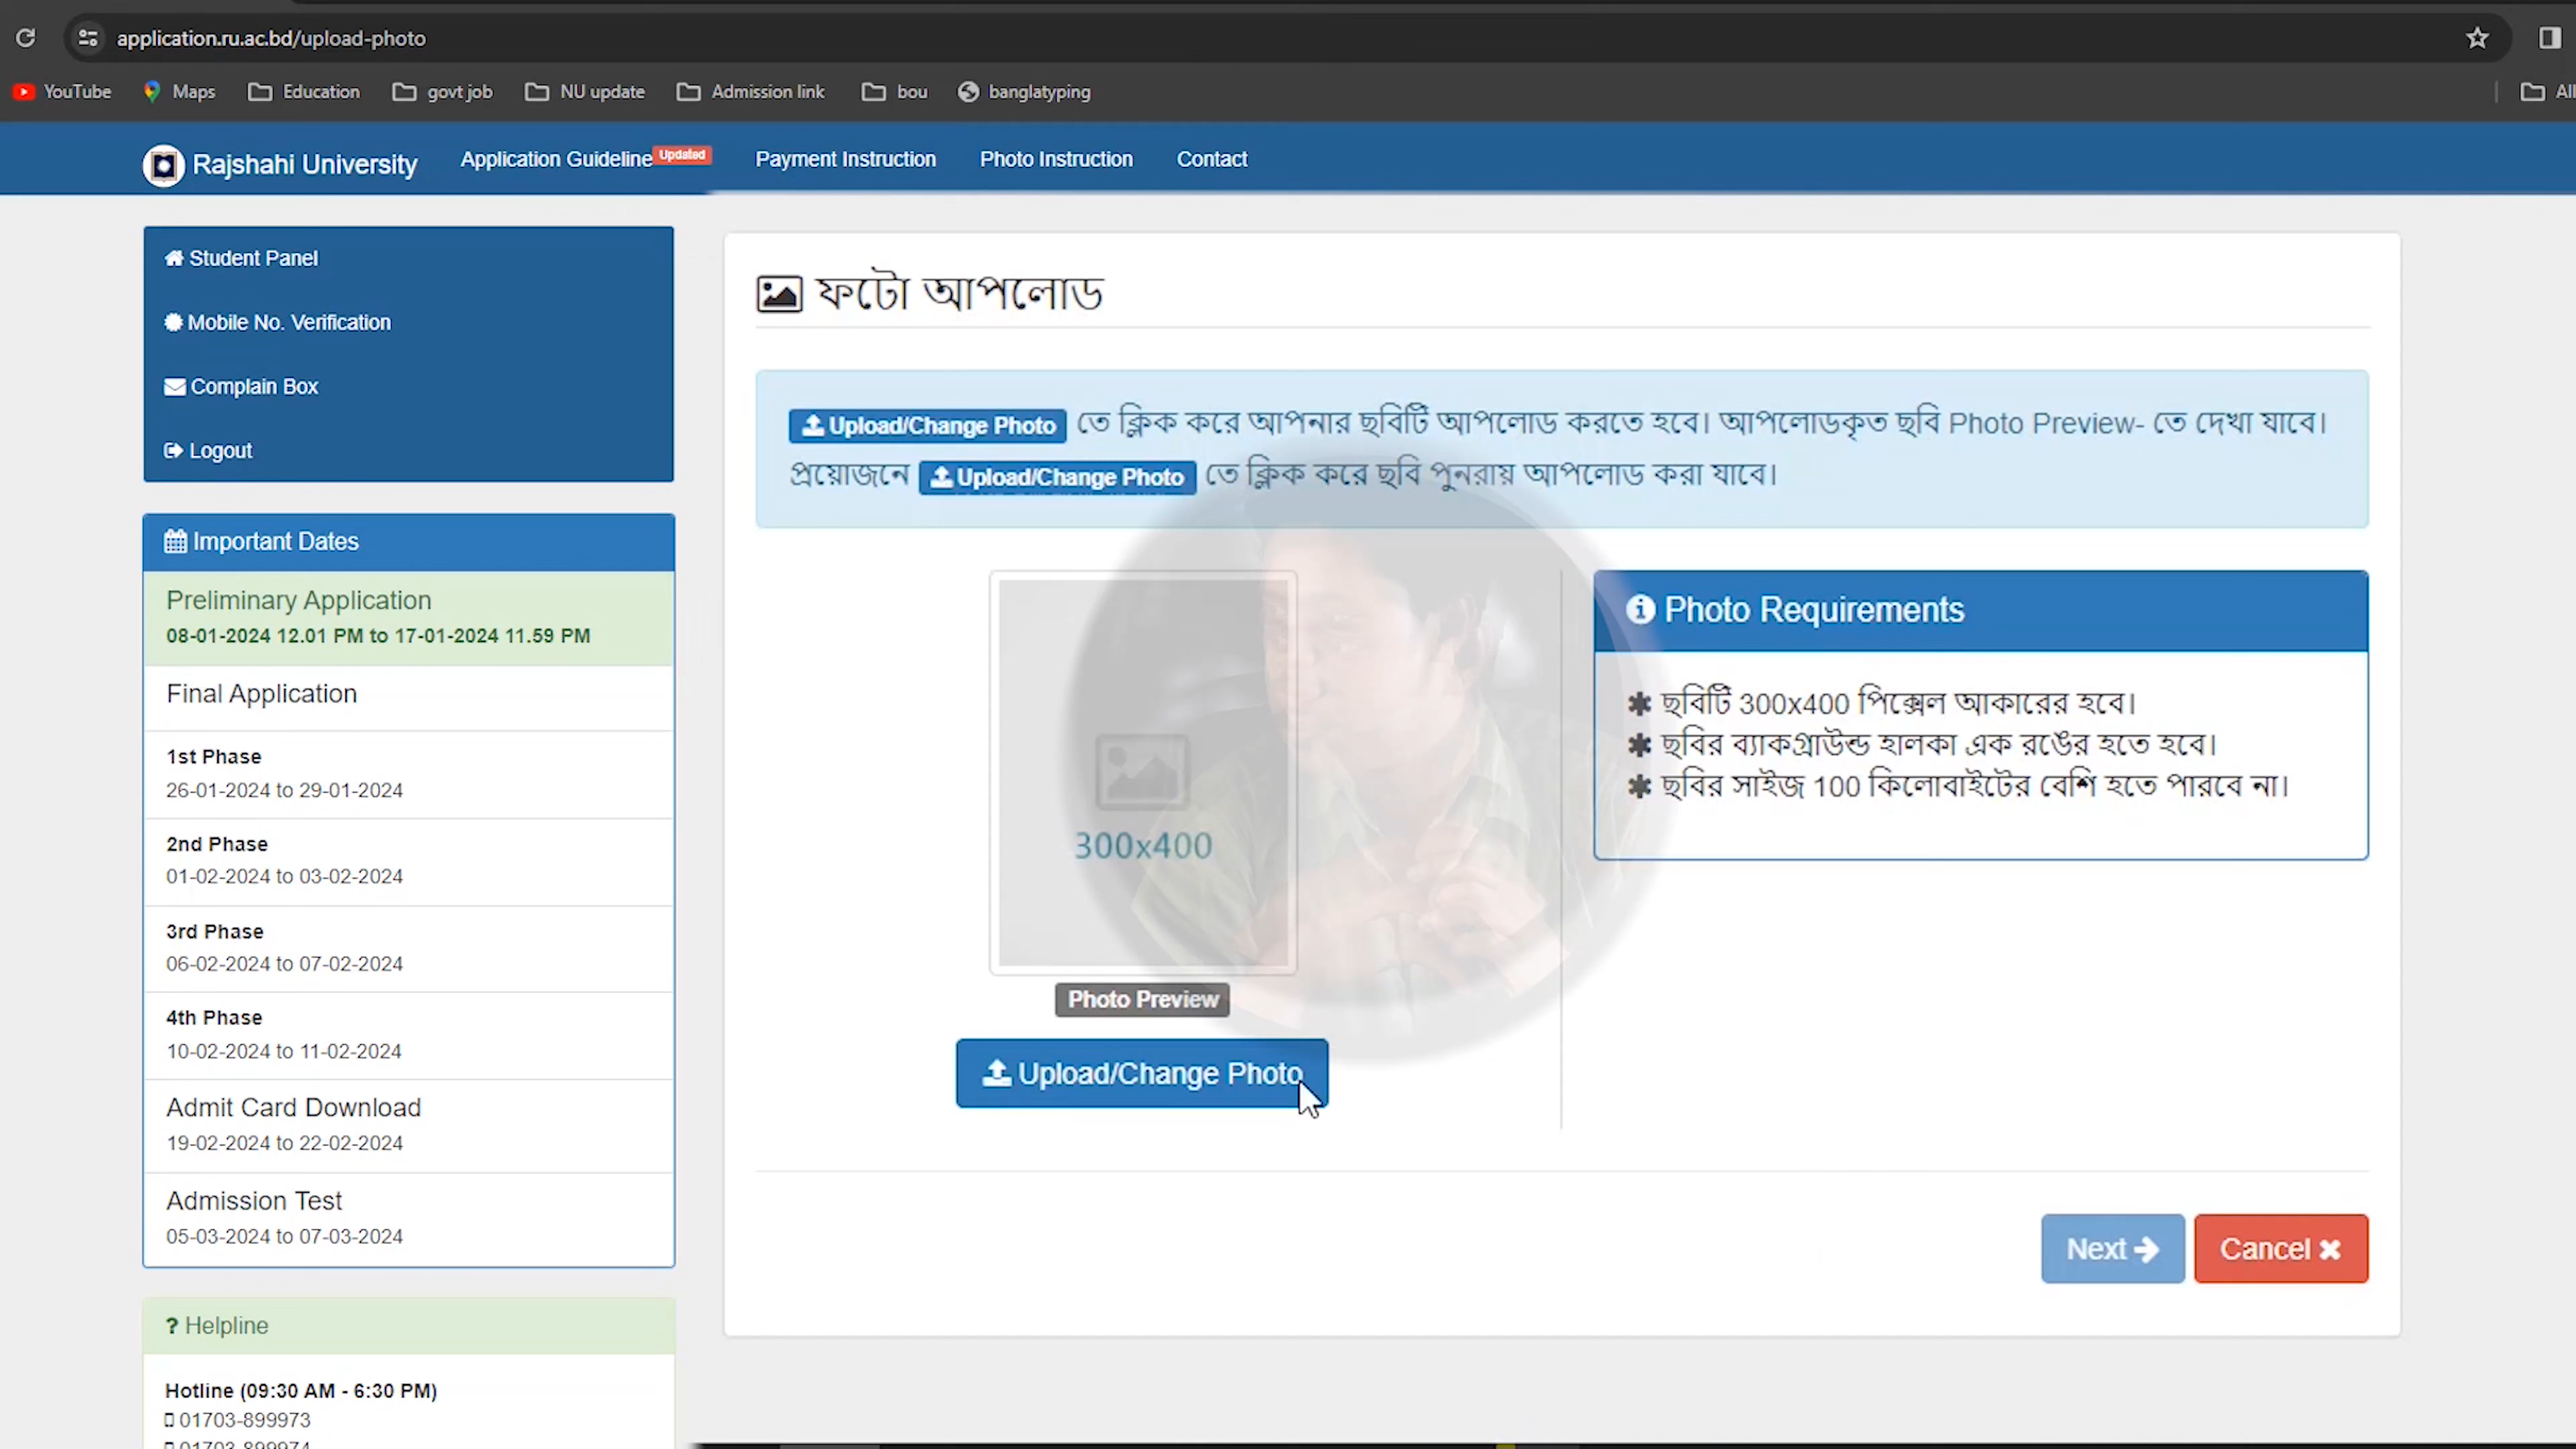 application.ru.ac.bd/upload-photo
YouTube Maps Education govt job NU update Admission link bou banglatyping All
Rajshahi University Application Guideline Updated Payment Instruction Photo Instruction Contact
Student Panel
Mobile No. Verification
Complain Box
Logout
Important Dates
Preliminary Application
08-01-2024 12.01 PM to 17-01-2024 11.59 PM
Final Application
1st Phase
26-01-2024 to 29-01-2024
2nd Phase
01-02-2024 to 03-02-2024
3rd Phase
06-02-2024 to 07-02-2024
4th Phase
10-02-2024 to 11-02-2024
Admit Card Download
19-02-2024 to 22-02-2024
Admission Test
05-03-2024 to 07-03-2024
? Helpline
Hotline (09:30 AM - 6:30 PM)
01703-899973
01703-899974
ফটো আপলোড
Upload/Change Photo তে ক্লিক করে আপনার ছবিটি আপলোড করতে হবে। আপলোডকৃত ছবি Photo Preview- তে দেখা যাবে।
প্রয়োজনে Upload/Change Photo তে ক্লিক করে ছবি পুনরায় আপলোড করা যাবে।
300x400
Photo Preview
Upload/Change Photo
Photo Requirements
✱ ছবিটি 300x400 পিক্সেল আকারের হবে।
✱ ছবির ব্যাকগ্রাউন্ড হালকা এক রঙের হতে হবে।
✱ ছবির সাইজ 100 কিলোবাইটের বেশি হতে পারবে না।
Next
Cancel